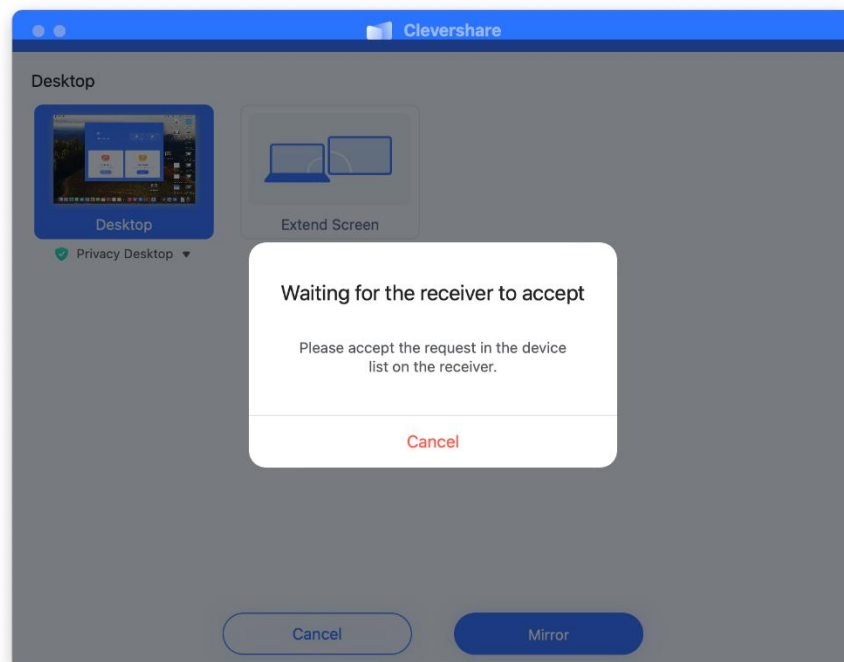 Clevershare
Desktop
Desktop
Extend Screen
Privacy Desktop
Waiting for the receiver to accept
Please accept the request in the device
list on the receiver.
Cancel
Cancel
Mirror